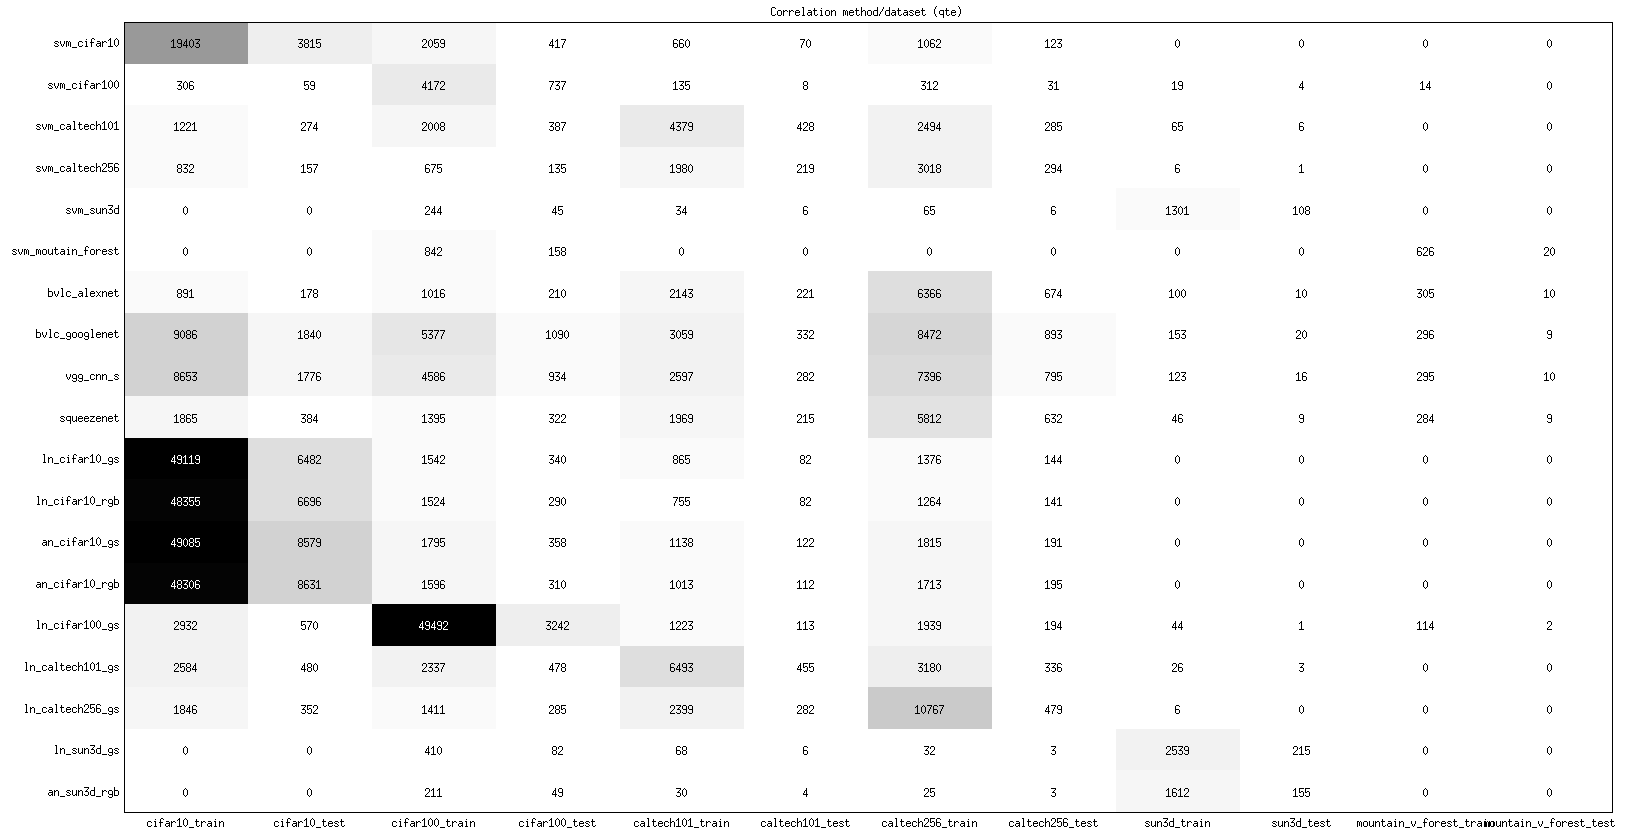 Correlation method/dataset (qte)
svm_cifar10 19403 3815 2059 417 660 70 1062 123 0 0 0 0
svm_cifar100 306 59 4172 737 135 8 312 31 19 4 14 0
svm_caltech101 1221 274 2008 387 4379 428 2494 285 65 6 0 0
svm_caltech256 832 157 675 135 1980 219 3018 294 6 1 0 0
svm_sun3d 0 0 244 45 34 6 65 6 1301 108 0 0
svm_moutain_forest 0 0 842 158 0 0 0 0 0 0 626 20
bvlc_alexnet 891 178 1016 210 2143 221 6366 674 100 10 305 10
bvlc_googlenet 9086 1840 5377 1090 3059 332 8472 893 153 20 296 9
vgg_cnn_s 8653 1776 4586 934 2597 282 7396 795 123 16 295 10
squeezenet 1865 384 1395 322 1969 215 5812 632 46 9 284 9
ln_cifar10_gs 49119 6482 1542 340 865 82 1376 144 0 0 0 0
ln_cifar10_rgb 48355 6696 1524 290 755 82 1264 141 0 0 0 0
an_cifar10_gs 49085 8579 1795 358 1138 122 1815 191 0 0 0 0
an_cifar10_rgb 48306 8631 1596 310 1013 112 1713 195 0 0 0 0
ln_cifar100_gs 2932 570 49492 3242 1223 113 1939 194 44 1 114 2
ln_caltech101_gs 2584 480 2337 478 6493 455 3180 336 26 3 0 0
ln_caltech256_gs 1846 352 1411 285 2399 282 10767 479 6 0 0 0
ln_sun3d_gs 0 0 410 82 68 6 32 3 2539 215 0 0
an_sun3d_rgb 0 0 211 49 30 4 25 3 1612 155 0 0
cifar10_train cifar10_test cifar100_train cifar100_test caltech101_train caltech101_test caltech256_train caltech256_test sun3d_train sun3d_test mountain_v_forest_train mountain_v_forest_test